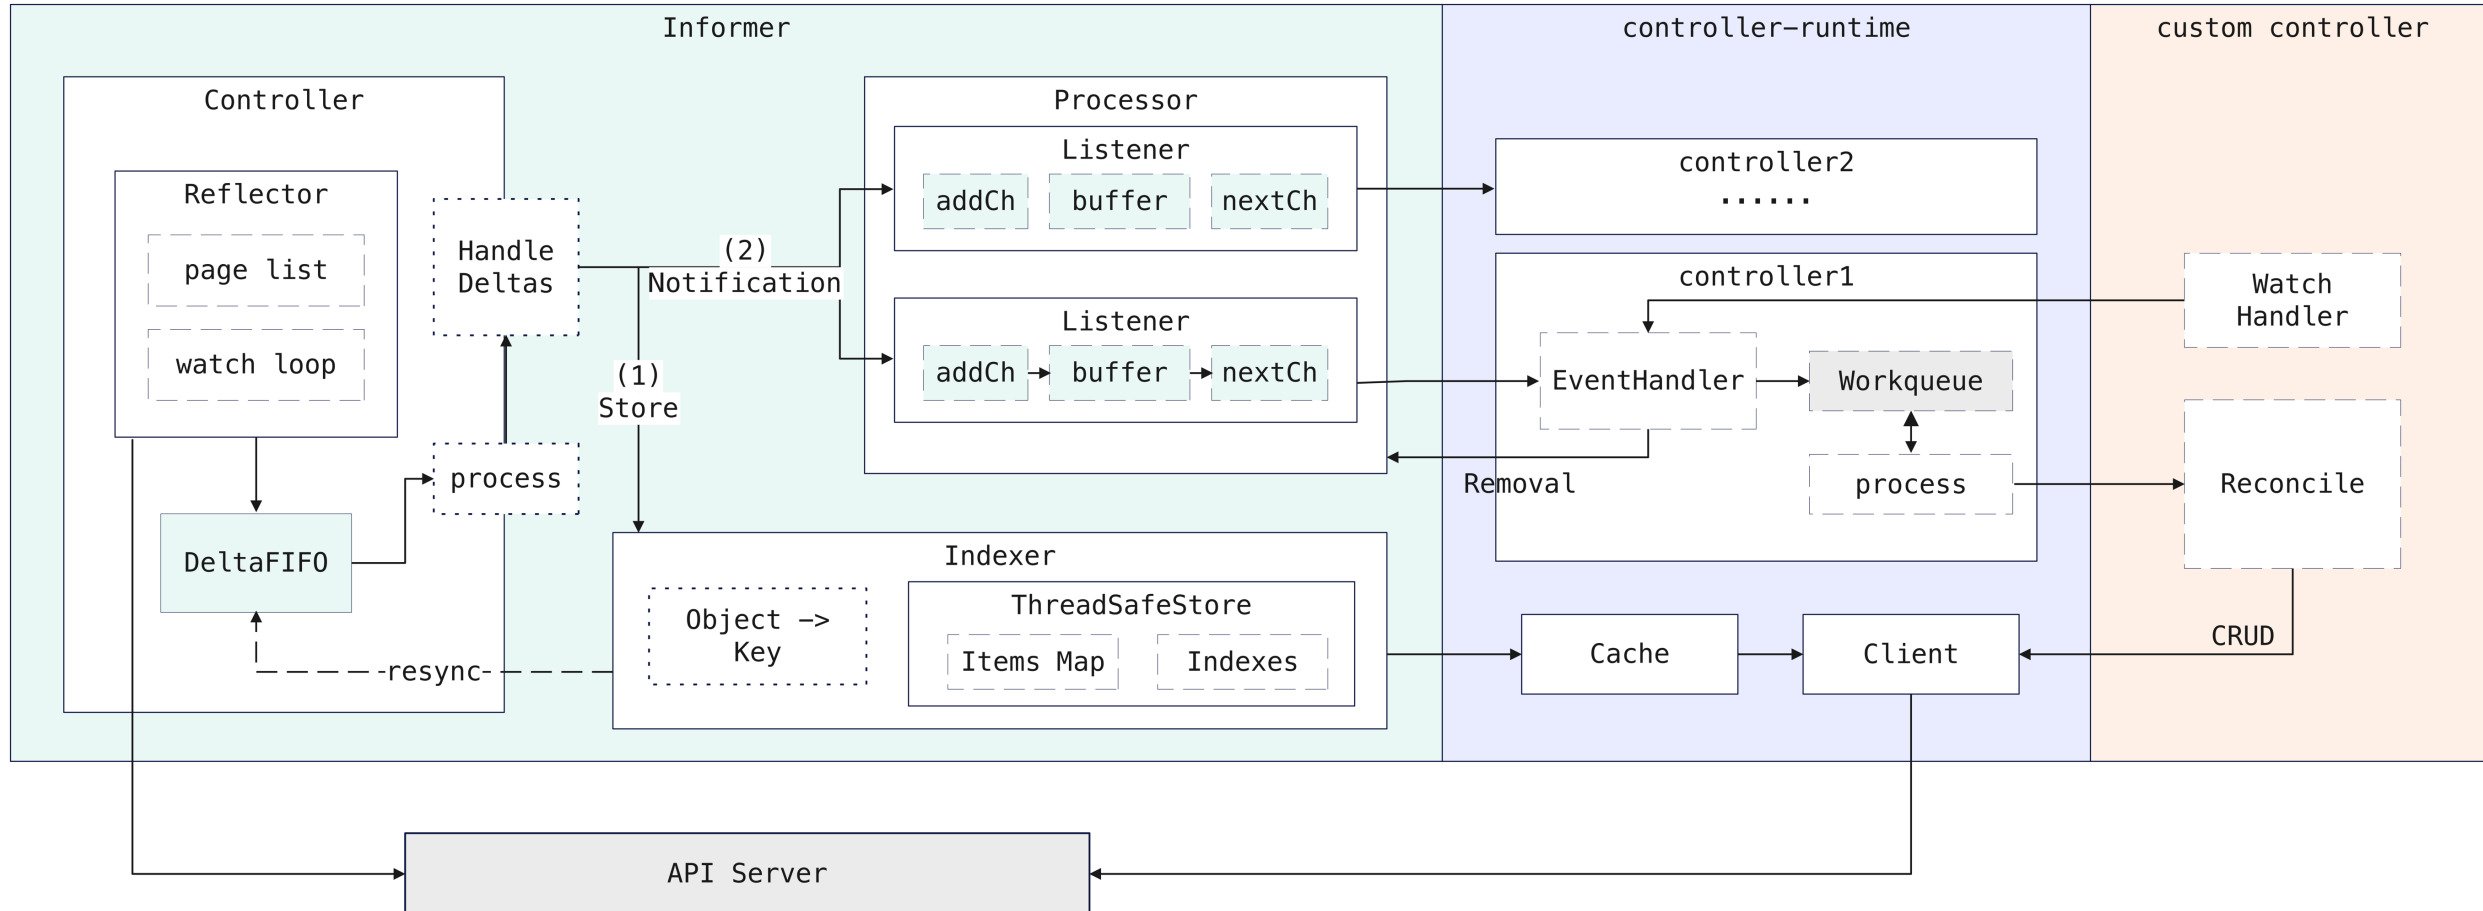 Informer
controller-runtime
custom controller
Controller
Reflector
page list
watch loop
Handle
Deltas
process
DeltaFIFO
resync
(2)
Notification
(1)
Store
Processor
Listener
addCh
buffer
nextCh
Listener
addCh
buffer
nextCh
Indexer
Object –>
Key
ThreadSafeStore
Items Map
Indexes
controller2
......
controller1
EventHandler
Workqueue
process
Removal
Cache
Client
Watch
Handler
Reconcile
CRUD
API Server